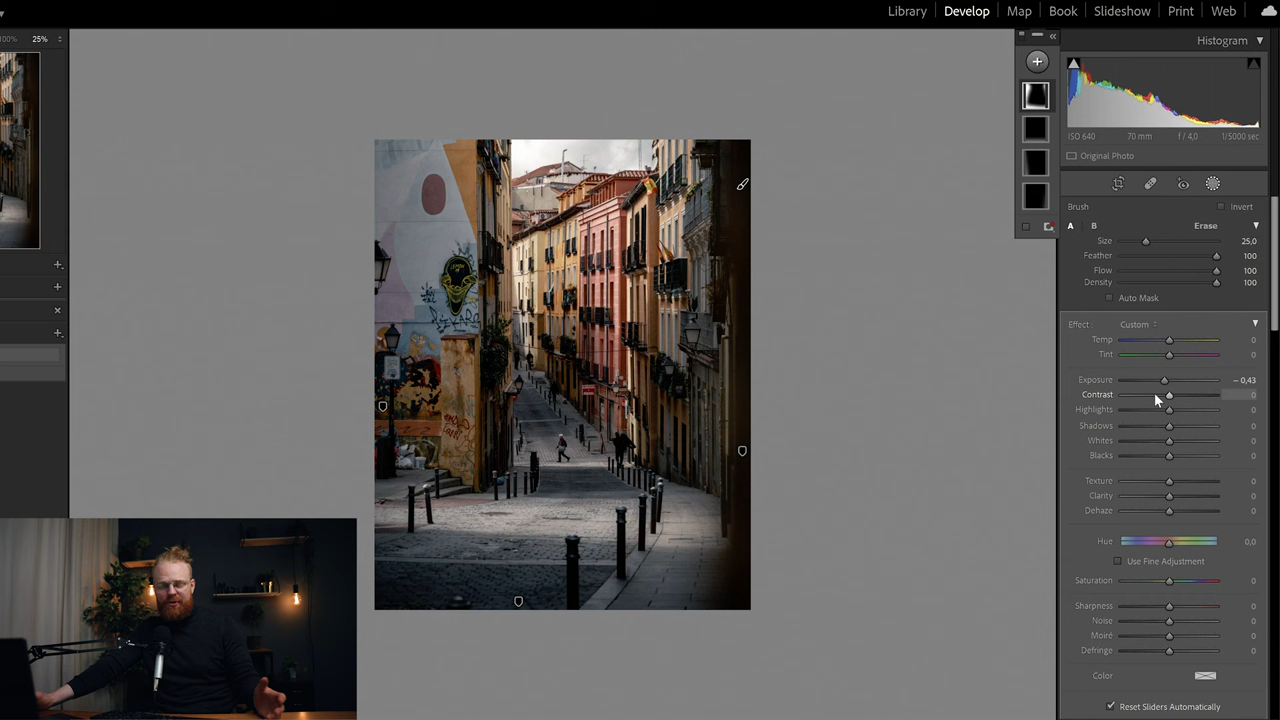 Library | Develop | Map | Book | Slideshow | Print | Web
100% 25%
Histogram
ISO 640 70 mm f / 4,0 1/5000 sec
Original Photo
Brush Invert
A B Erase
Size 25,0
Feather 100
Flow 100
Density 100
Auto Mask
Effect : Custom
Temp 0
Tint 0
Exposure – 0,43
Contrast 0
Highlights 0
Shadows 0
Whites 0
Blacks 0
Texture 0
Clarity 0
Dehaze 0
Hue 0,0
Use Fine Adjustment
Saturation 0
Sharpness 0
Noise 0
Moiré 0
Defringe 0
Color
Reset Sliders Automatically